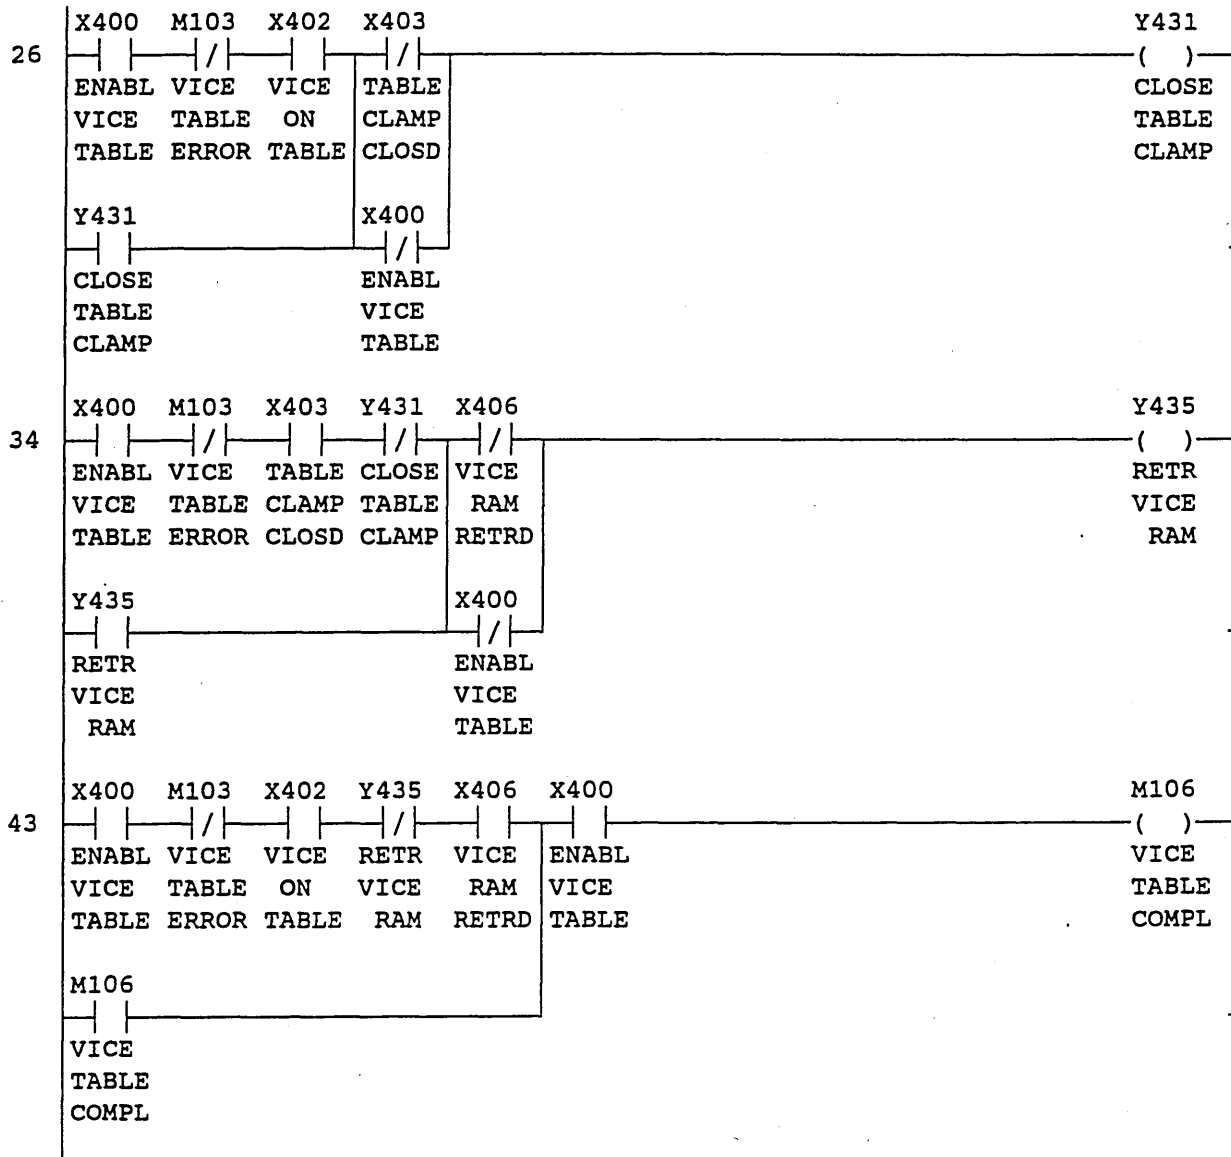 X400 M103 X402 X403 Y431
26 ( )
ENABL VICE VICE TABLE CLOSE
VICE TABLE ON CLAMP TABLE
TABLE ERROR TABLE CLOSD CLAMP
Y431 X400
CLOSE ENABL
TABLE VICE
CLAMP TABLE
X400 M103 X403 Y431 X406 Y435
34 ( )
ENABL VICE TABLE CLOSE VICE RETR
VICE TABLE CLAMP TABLE RAM VICE
TABLE ERROR CLOSD CLAMP RETRD RAM
Y435 X400
RETR ENABL
VICE VICE
RAM TABLE
X400 M103 X402 Y435 X406 X400 M106
43 ( )
ENABL VICE VICE RETR VICE ENABL VICE
VICE TABLE ON VICE RAM VICE TABLE
TABLE ERROR TABLE RAM RETRD TABLE COMPL
M106
VICE
TABLE
COMPL